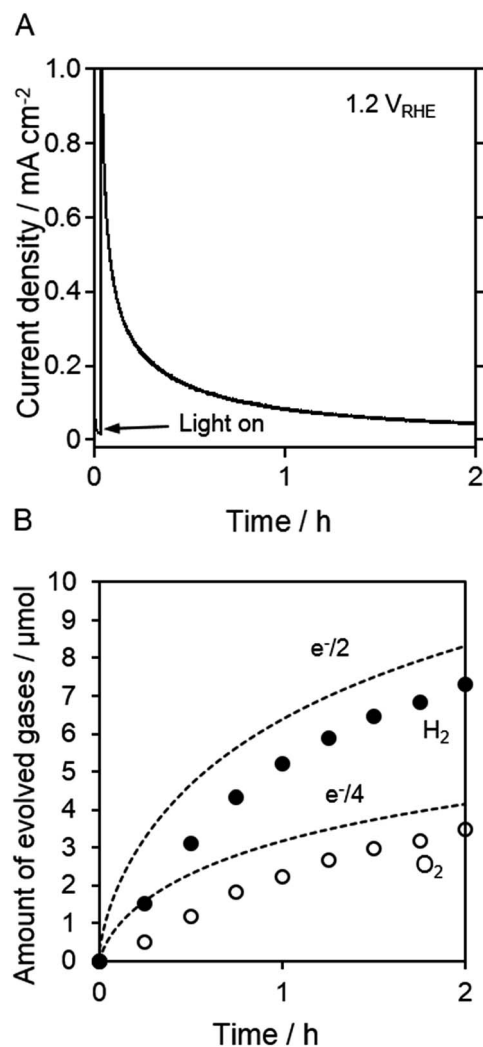 A
1.0
0.8
0.6
0.4
0.2
0
Current density / mA cm⁻²
1.2 V_RHE
Light on
0 1 2
Time / h
B
10
9
8
7
6
5
4
3
2
1
0
Amount of evolved gases / μmol
e⁻/2
H₂
e⁻/4
O₂
0 1 2
Time / h